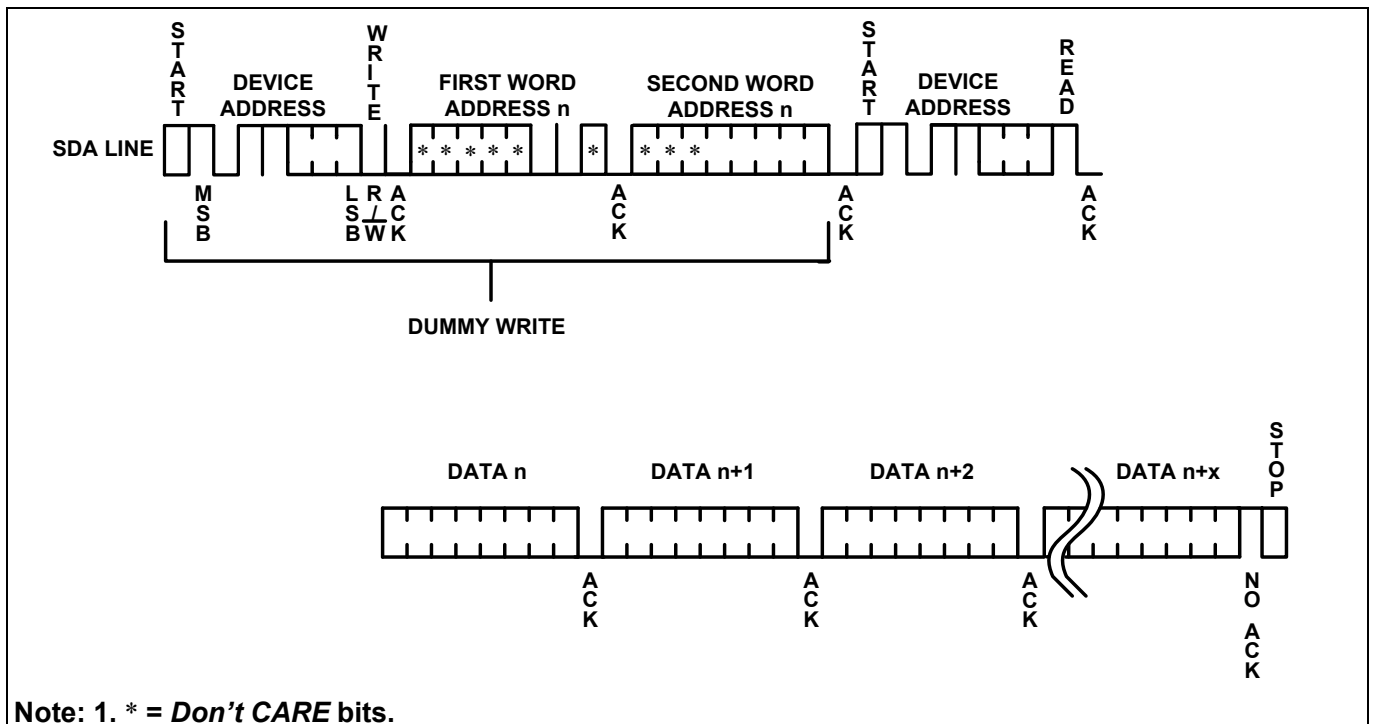 START
WRITE
START
READ
DEVICE
ADDRESS
FIRST WORD
ADDRESS n
SECOND WORD
ADDRESS n
DEVICE
ADDRESS
SDA LINE
* * * * *
*
* * *
MSB
LSB
R/W
ACK
ACK
ACK
ACK
DUMMY WRITE
STOP
DATA n
DATA n+1
DATA n+2
DATA n+x
ACK
ACK
ACK
NO ACK
Note: 1. * = Don't CARE bits.